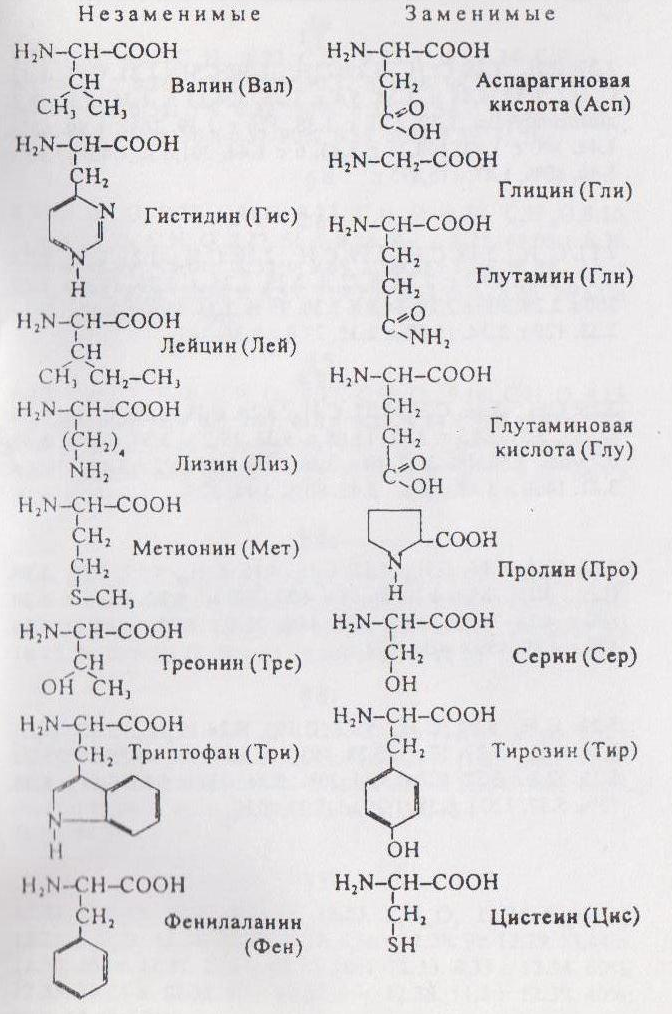 Незаменимые
H₂N–CH–COOH
CH
CH₃ CH₃
Валин (Вал)
H₂N–CH–COOH
CH₂
N
N
H
Гистидин (Гис)
H₂N–CH–COOH
CH
CH₃ CH₂–CH₃
Лейцин (Лей)
H₂N–CH–COOH
(CH₂)₄
NH₂
Лизин (Лиз)
H₂N–CH–COOH
CH₂
CH₂
S–CH₃
Метионин (Мет)
H₂N–CH–COOH
CH
OH CH₃
Треонин (Тре)
H₂N–CH–COOH
CH₂
N
H
Триптофан (Три)
H₂N–CH–COOH
CH₂
Фенилаланин
(Фен)
Заменимые
H₂N–CH–COOH
CH₂
C=O
OH
Аспарагиновая
кислота (Асп)
H₂N–CH₂–COOH
Глицин (Гли)
H₂N–CH–COOH
CH₂
CH₂
C=O
NH₂
Глутамин (Глн)
H₂N–CH–COOH
CH₂
CH₂
C=O
OH
Глутаминовая
кислота (Глу)
COOH
N
H
Пролин (Про)
H₂N–CH–COOH
CH₂
OH
Серин (Сер)
H₂N–CH–COOH
CH₂
OH
Тирозин (Тир)
H₂N–CH–COOH
CH₂
SH
Цистеин (Цис)